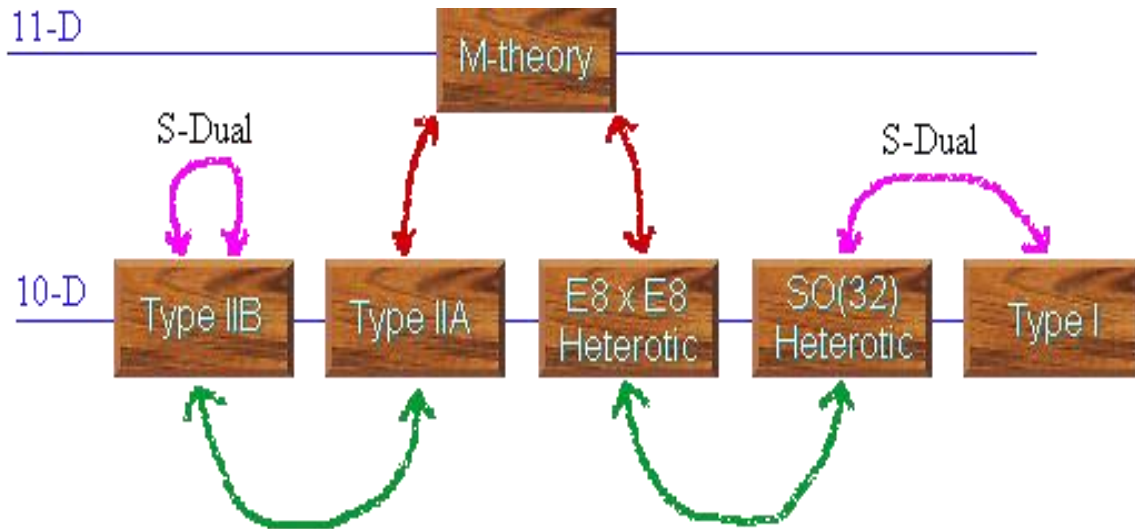 11-D
M-theory
S-Dual
S-Dual
10-D
Type IIB
Type IIA
E8 x E8
Heterotic
SO(32)
Heterotic
Type I